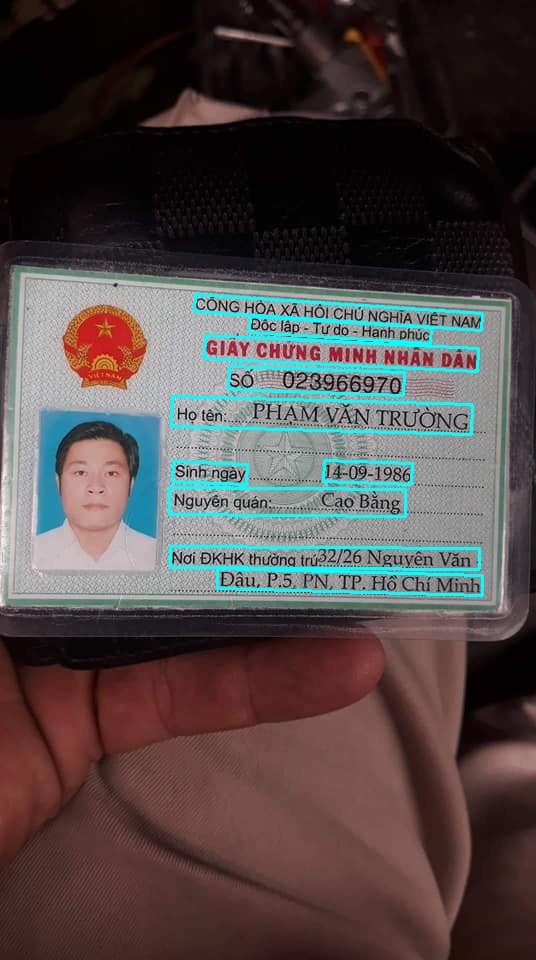 CỘNG HÒA XÃ HỘI CHỦ NGHĨA VIỆT NAM
Độc lập - Tự do - Hạnh phúc
GIẤY CHỨNG MINH NHÂN DÂN
SỐ 023966970
Họ tên: PHẠM VĂN TRƯỜNG
Sinh ngày 14-09-1986
Nguyên quán: Cao Bằng
Nơi ĐKHK thường trú: 32/26 Nguyễn Văn
Đậu, P.5, PN, TP. Hồ Chí Minh
VIỆT NAM